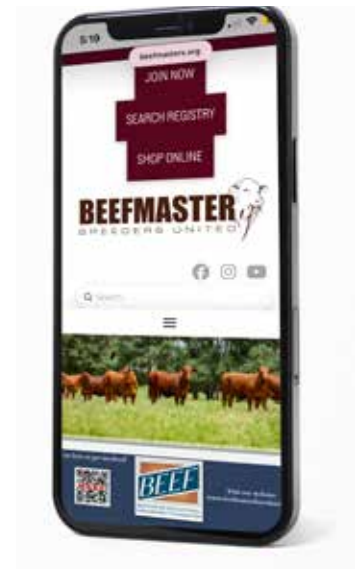 5:19
beefmasters.org
JOIN NOW
SEARCH REGISTRY
SHOP ONLINE
BEEFMASTER
BREEDERS UNITED
Search
BEEF